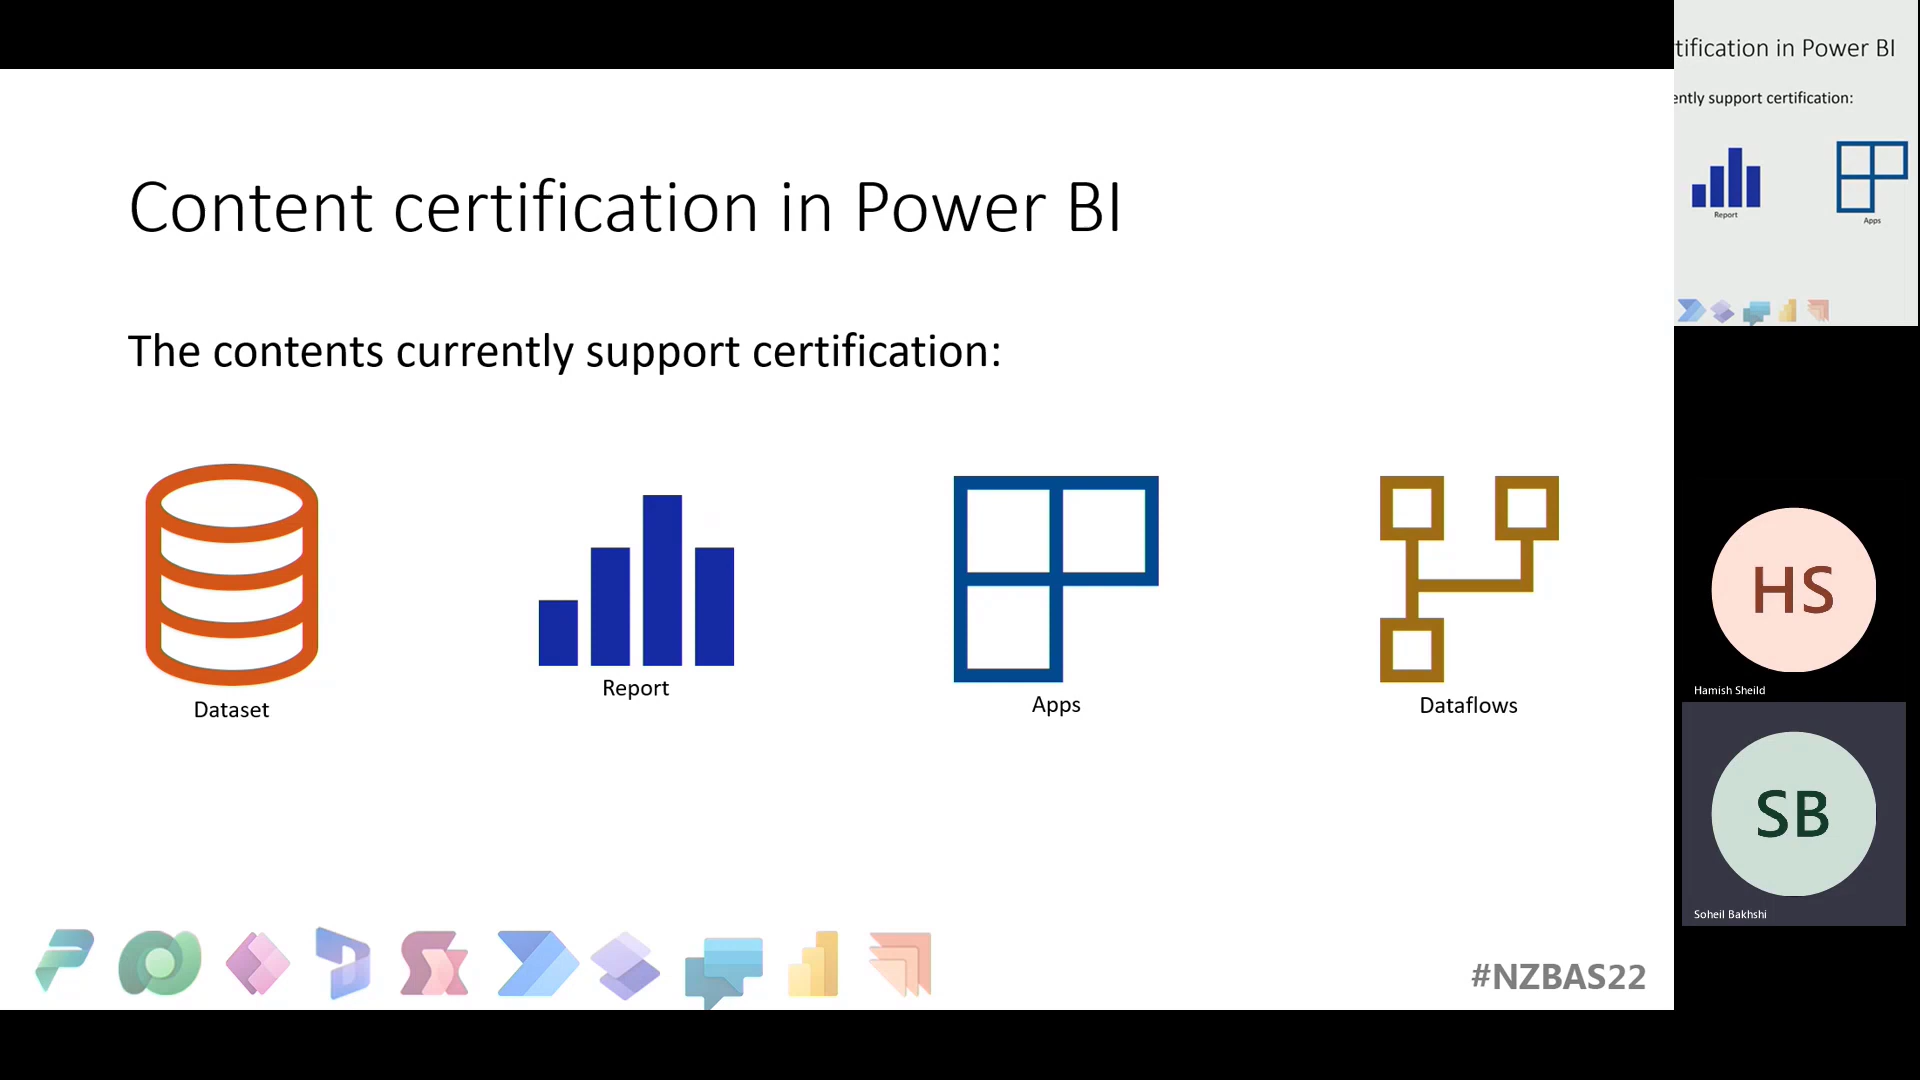 Content certification in Power BI
The contents currently support certification:
Dataset
Report
Apps
Dataflows
#NZBAS22
tification in Power BI
ently support certification:
Report
Apps
HS
Hamish Sheild
SB
Soheil Bakhshi